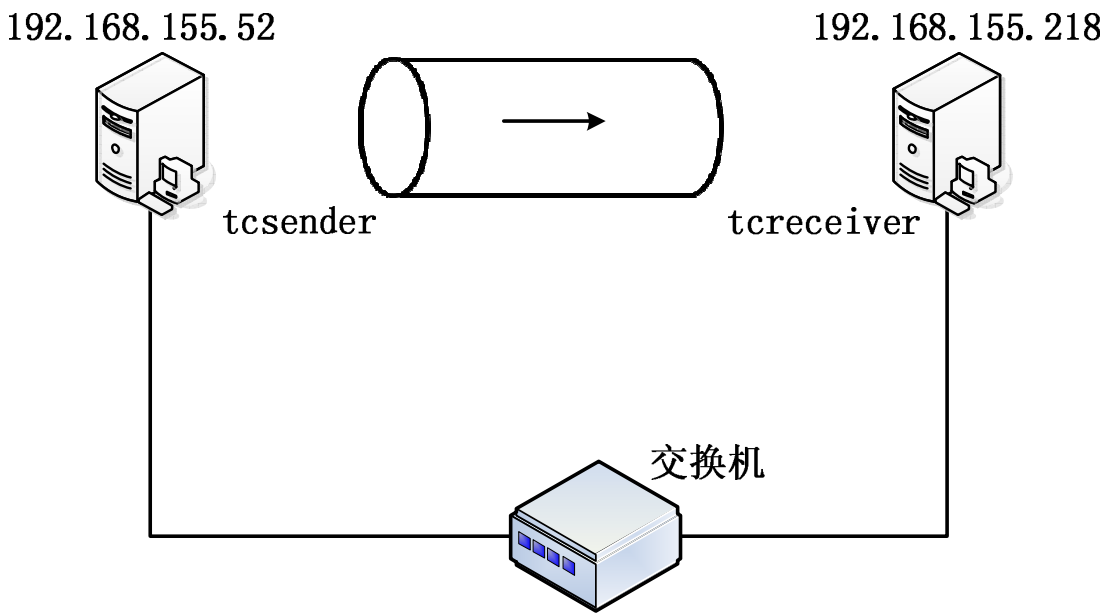 192.168.155.52
192.168.155.218
tcsender
tcreceiver
交换机